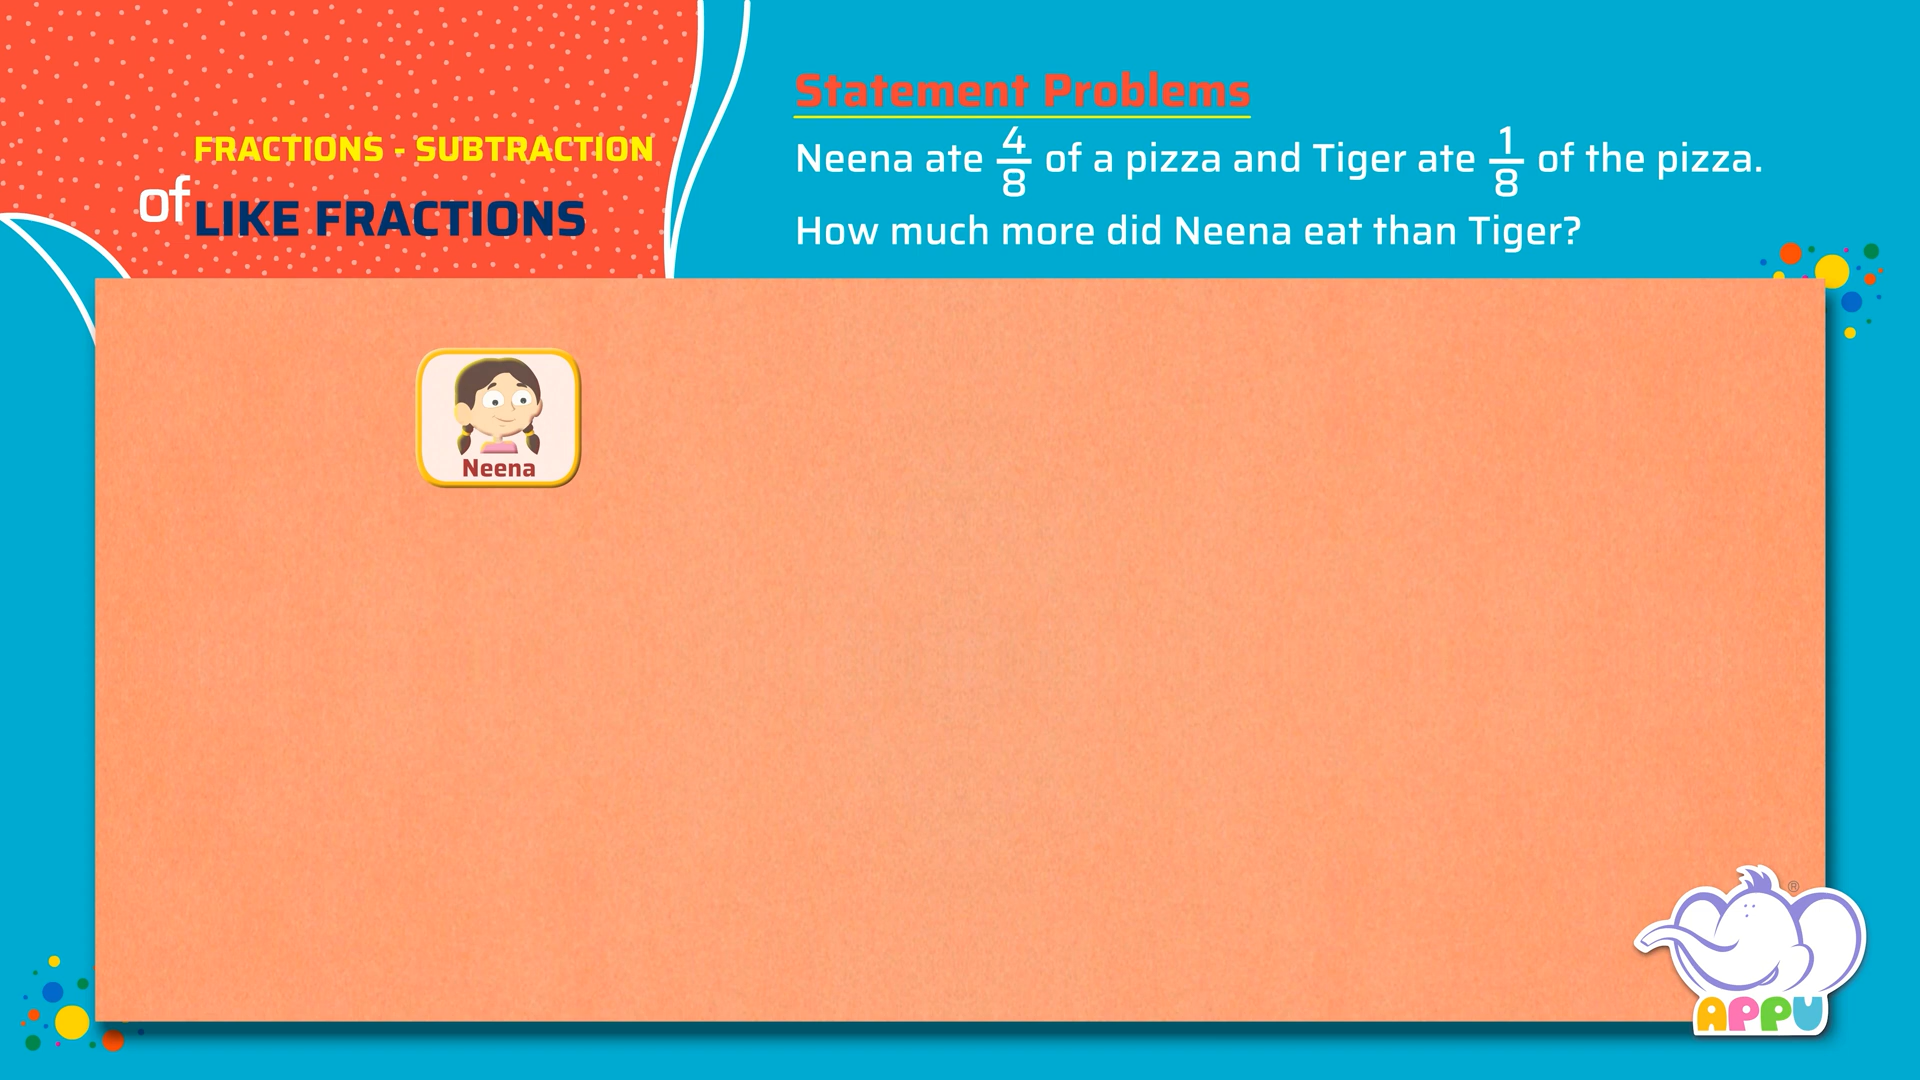 FRACTIONS - SUBTRACTION
of LIKE FRACTIONS
Statement Problems
Neena ate 4/8 of a pizza and Tiger ate 1/8 of the pizza.
How much more did Neena eat than Tiger?
Neena
®
APPU